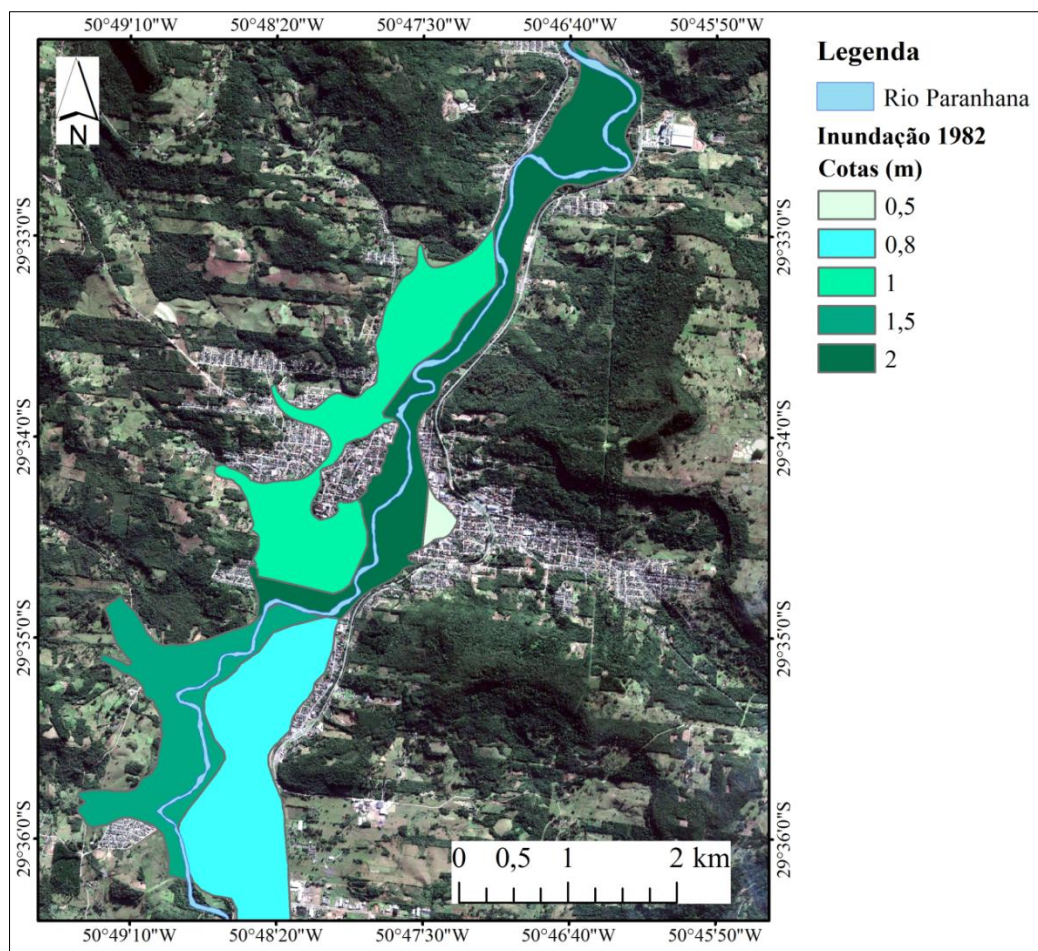 50°49'10"W 50°48'20"W 50°47'30"W 50°46'40"W 50°45'50"W
Legenda
Rio Paranhana
Inundação 1982
Cotas (m)
0,5
0,8
1
1,5
2
N
29°33'0"S 29°33'0"S
29°34'0"S 29°34'0"S
29°35'0"S 29°35'0"S
29°36'0"S 29°36'0"S
0 0,5 1 2 km
50°49'10"W 50°48'20"W 50°47'30"W 50°46'40"W 50°45'50"W